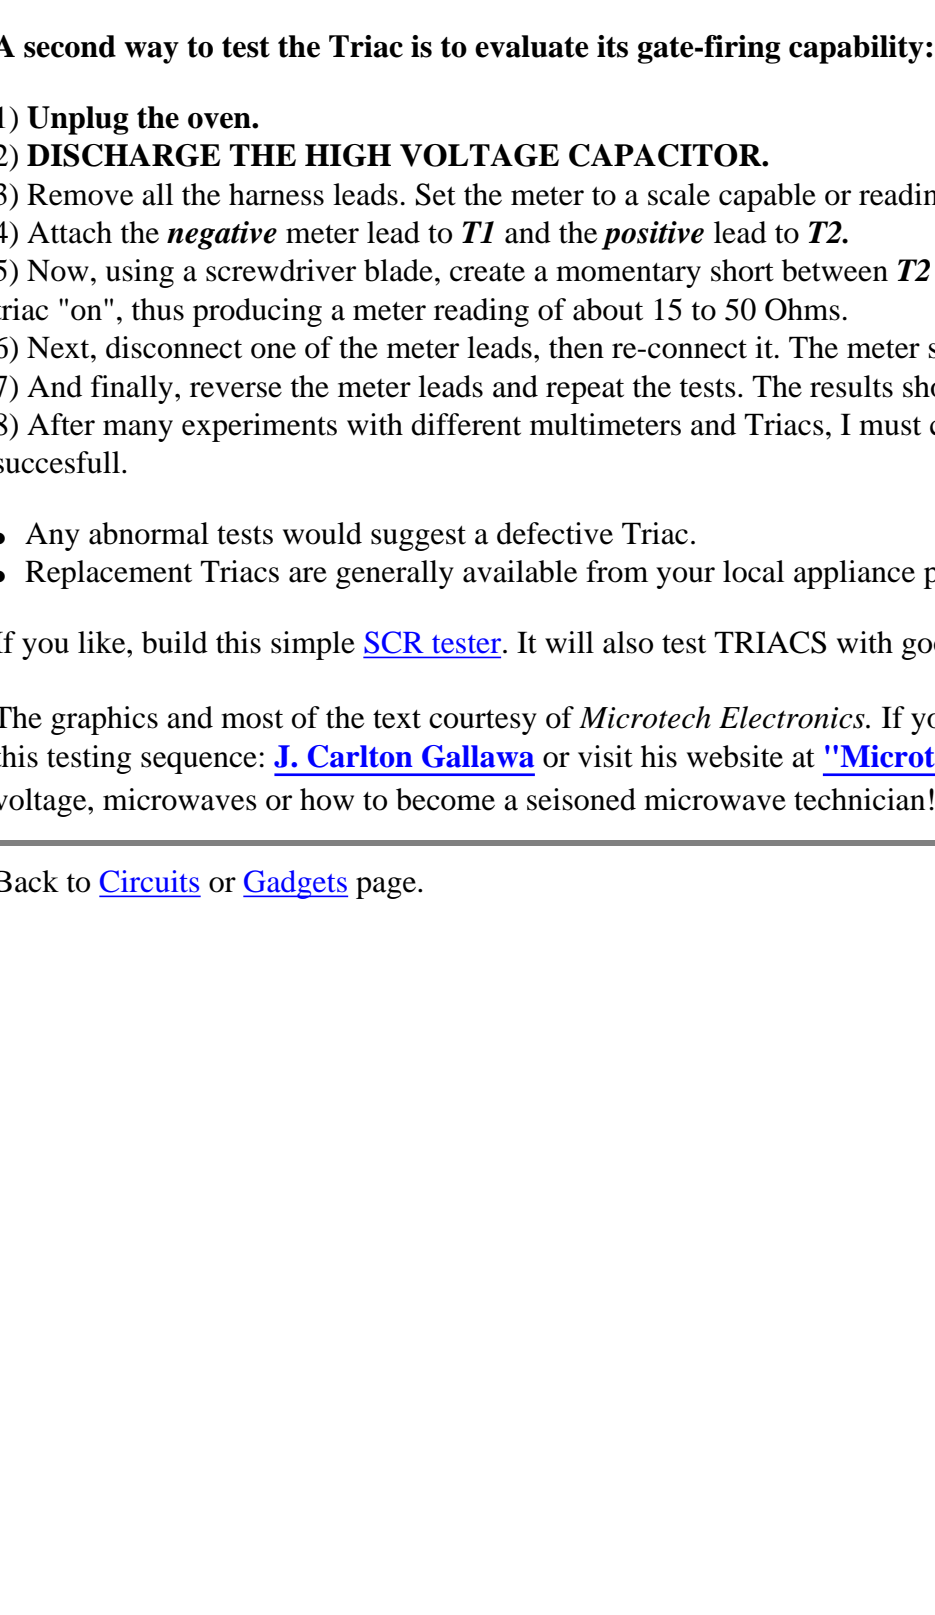 A second way to test the Triac is to evaluate its gate-firing capability:
1) Unplug the oven.
2) DISCHARGE THE HIGH VOLTAGE CAPACITOR.
3) Remove all the harness leads. Set the meter to a scale capable or
4) Attach the negative meter lead to T1 and the positive lead to T2.
5) Now, using a screwdriver blade, create a momentary short between T2
triac "on", thus producing a meter reading of about 15 to 50 Ohms.
6) Next, disconnect one of the meter leads, then re-connect it. The meter
7) And finally, reverse the meter leads and repeat the tests. The results
8) After many experiments with different multimeters and Triacs, I must
succesfull.
• Any abnormal tests would suggest a defective Triac.
• Replacement Triacs are generally available from your local appliance
If you like, build this simple SCR tester. It will also test TRIACS with
The graphics and most of the text courtesy of Microtech Electronics. If
this testing sequence: J. Carlton Gallawa or visit his website at
voltage, microwaves or how to become a seisoned microwave technician!
Back to Circuits or Gadgets page.